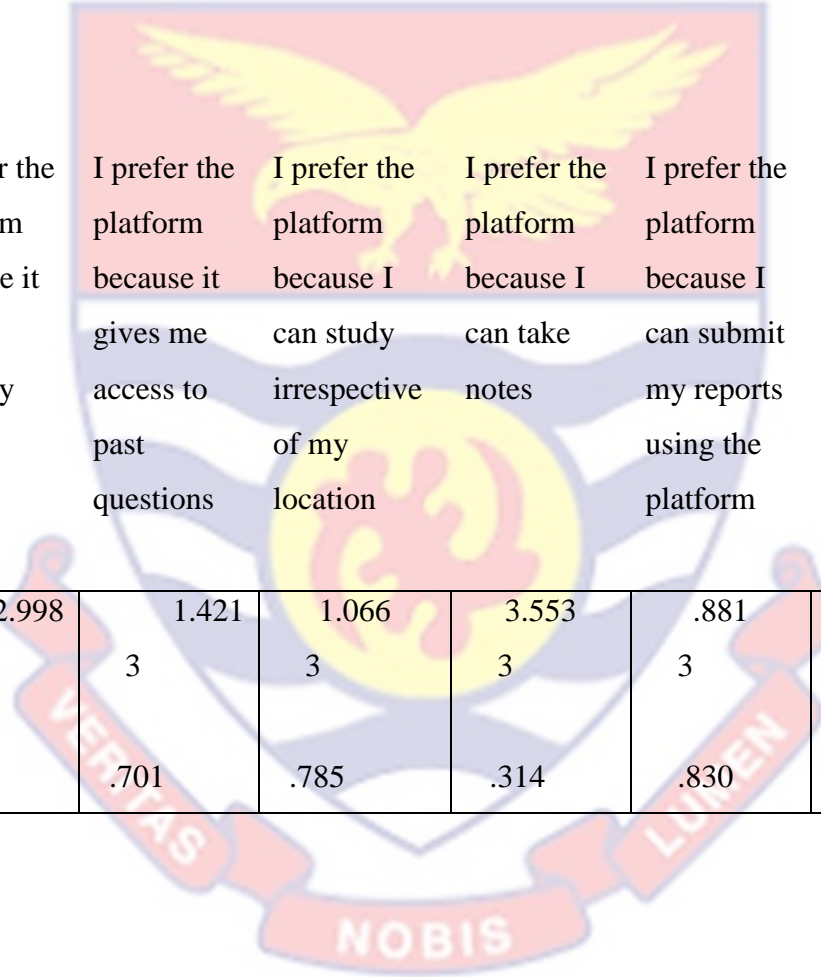 r the I prefer the I prefer the I prefer the I prefer the
m platform platform platform platform
e it because it because I because I because I
gives me can study can take can submit
y access to irrespective notes my reports
past of my using the
questions location platform
2.998 1.421 1.066 3.553 .881
3 3 3 3
.701 .785 .314 .830
VERITAS
NOBIS
LUMEN